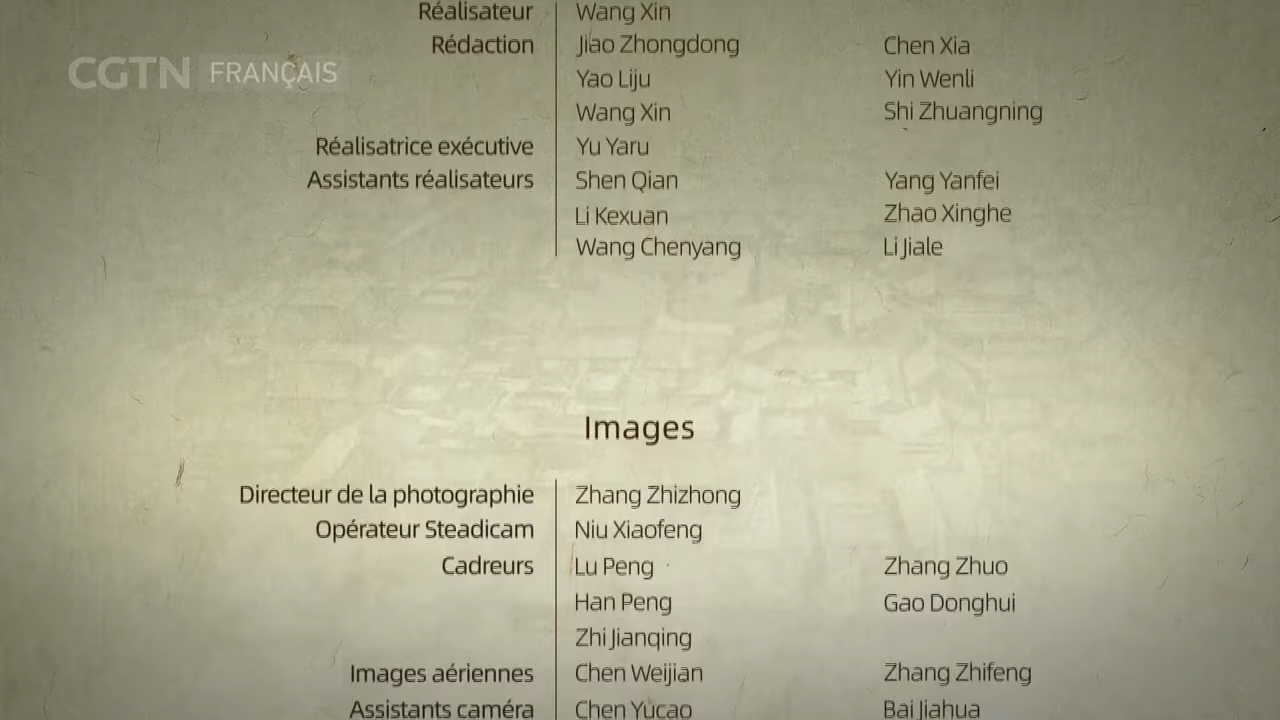 Réalisateur Wang Xin
CGTN FRANÇAIS
Rédaction Jiao Zhongdong Chen Xia
Yao Liju Yin Wenli
Wang Xin Shi Zhuangning
Réalisatrice exécutive Yu Yaru
Assistants réalisateurs Shen Qian Yang Yanfei
Li Kexuan Zhao Xinghe
Wang Chenyang Li Jiale
Images
Directeur de la photographie Zhang Zhizhong
Opérateur Steadicam Niu Xiaofeng
Cadreurs Lu Peng Zhang Zhuo
Han Peng Gao Donghui
Zhi Jianqing
Images aériennes Chen Weijian Zhang Zhifeng
Assistants caméra Chen Yucao Bai Jiahua